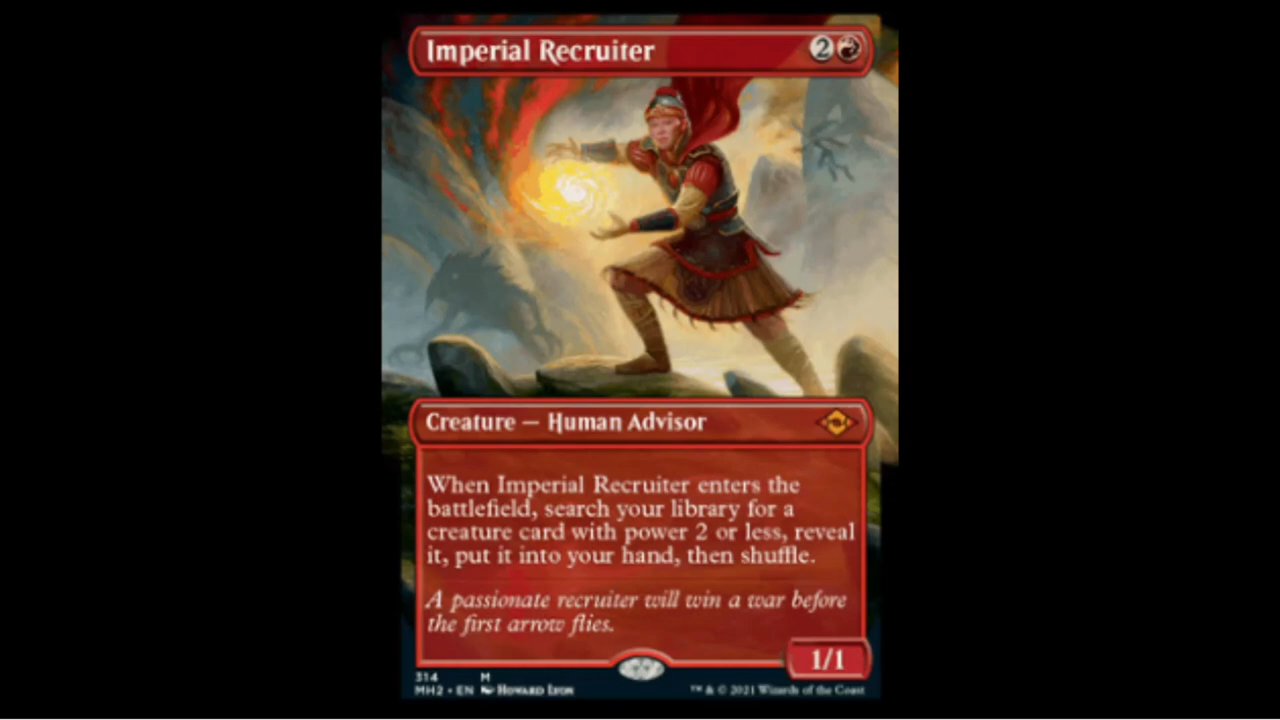 Imperial Recruiter 2
Creature — Human Advisor
When Imperial Recruiter enters the
battlefield, search your library for a
creature card with power 2 or less, reveal
it, put it into your hand, then shuffle.
A passionate recruiter will win a war before
the first arrow flies.
1/1
314 M
MH2 • EN Howard Lyon ™ & © 2021 Wizards of the Coast